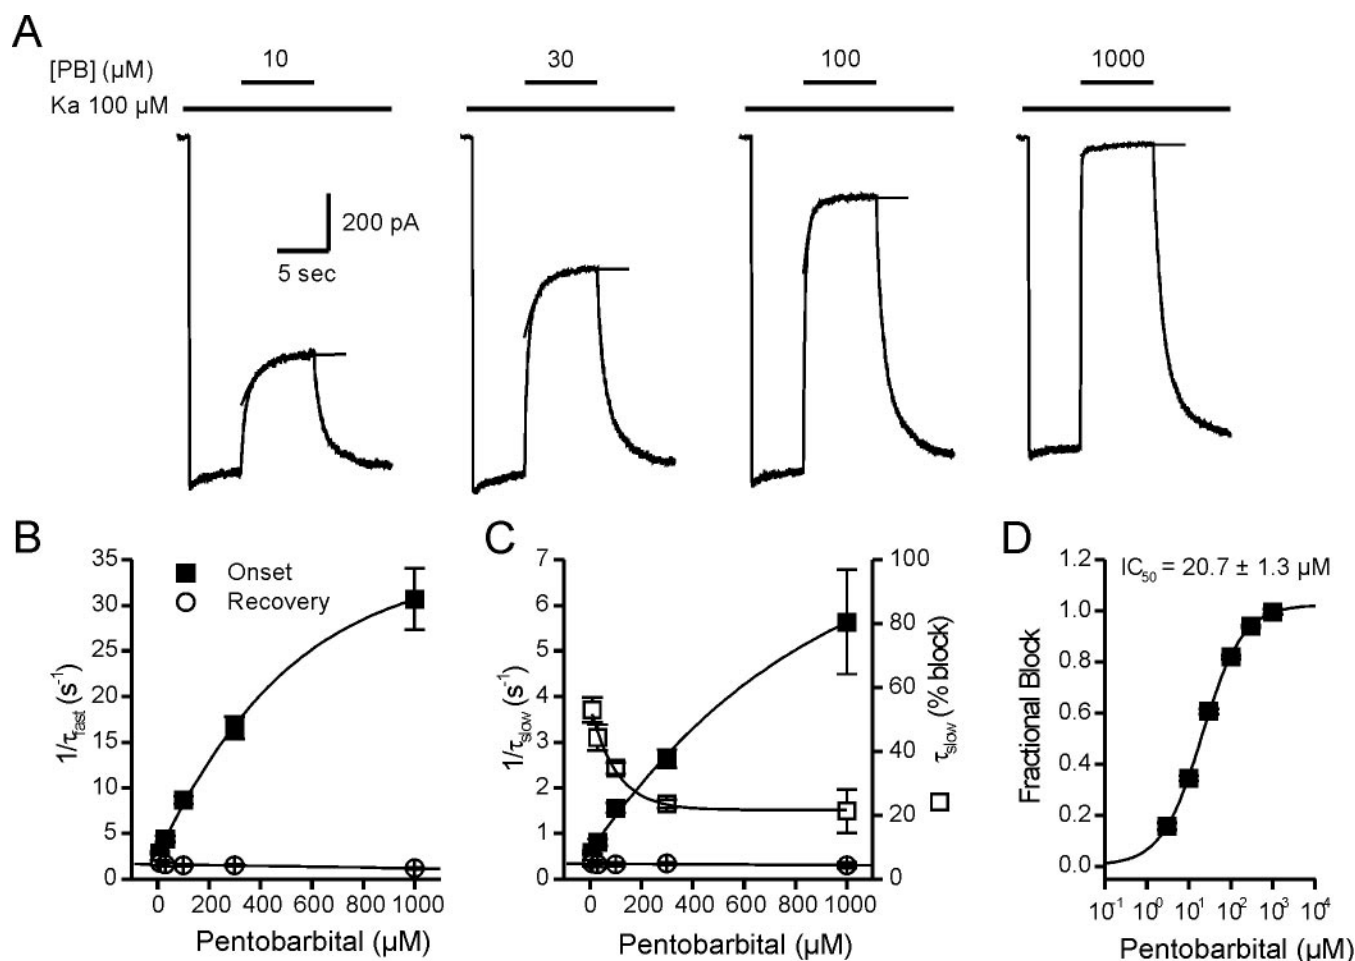 A
[PB] (µM) 10 30 100 1000
Ka 100 µM
200 pA
5 sec
B
35
30
25
20
15
10
5
0
1/τfast (s-1)
Onset
Recovery
0 200 400 600 800 1000
Pentobarbital (µM)
C
7
6
5
4
3
2
1
0
1/τslow (s-1)
100
80
60
40
20
0
τslow (% block)
0 200 400 600 800 1000
Pentobarbital (µM)
D
IC50 = 20.7 ± 1.3 µM
1.2
1.0
0.8
0.6
0.4
0.2
0.0
Fractional Block
10-1 100 101 102 103 104
Pentobarbital (µM)